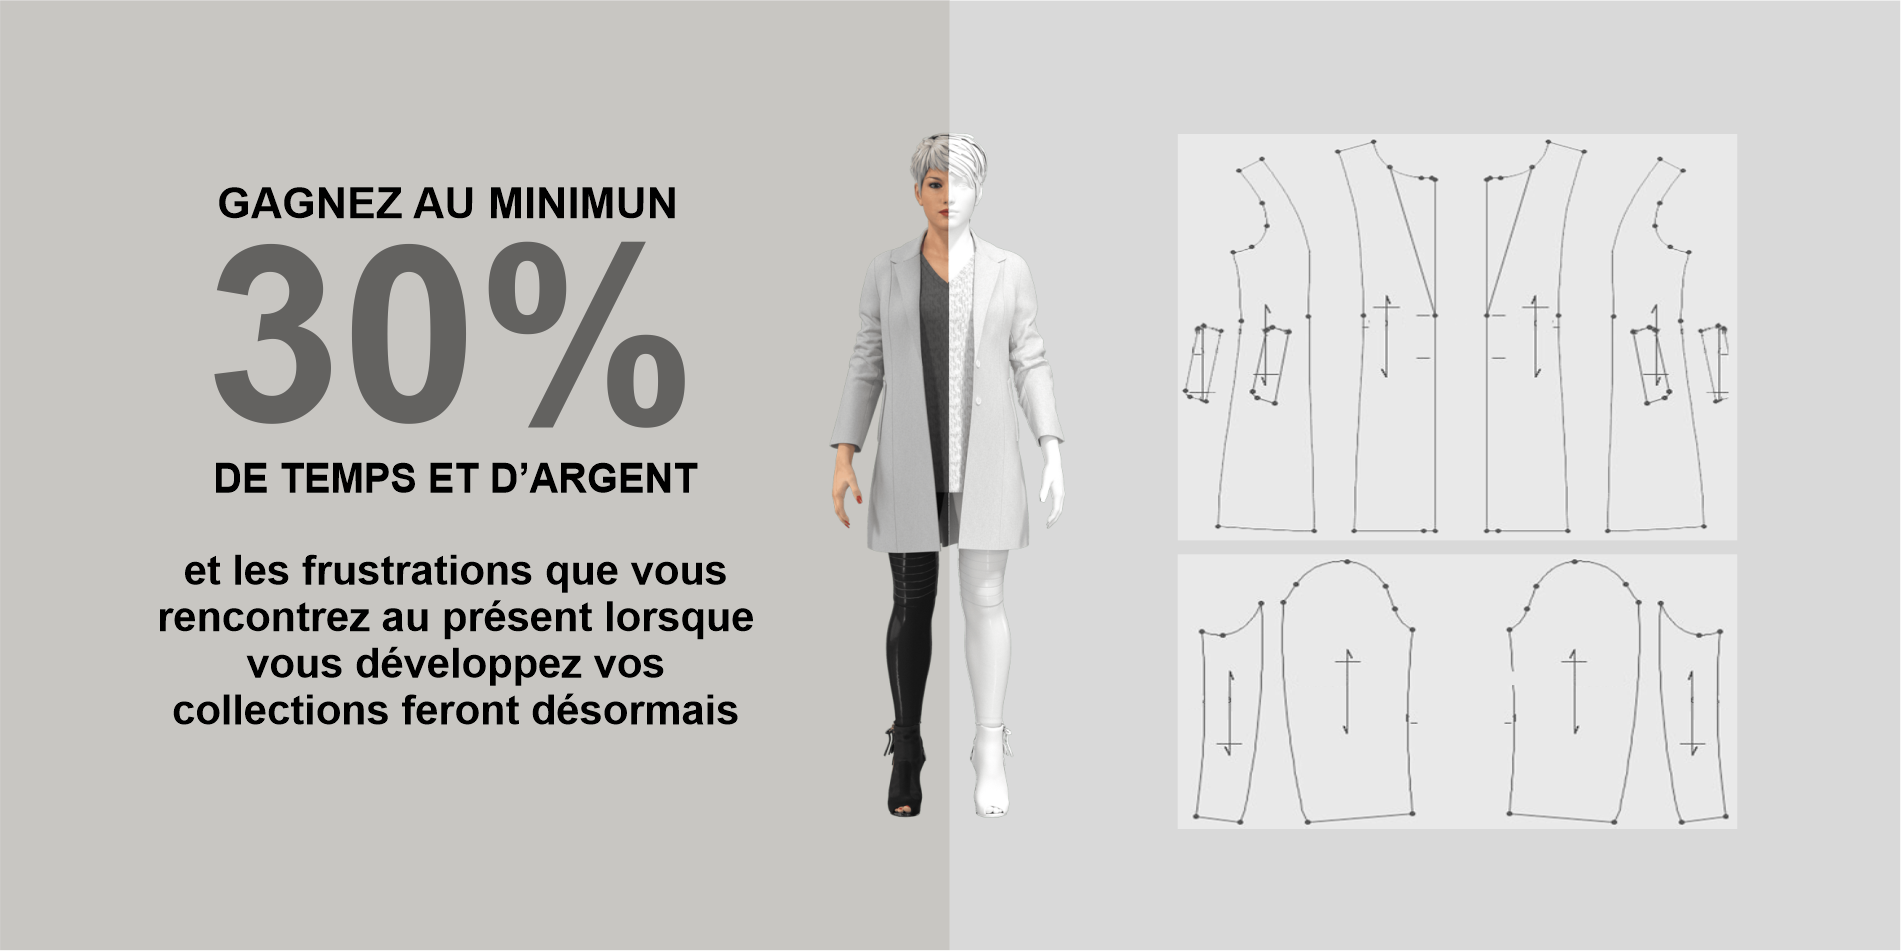 GAGNEZ AU MINIMUN
30%
DE TEMPS ET D’ARGENT
et les frustrations que vous
rencontrez au présent lorsque
vous développez vos
collections feront désormais